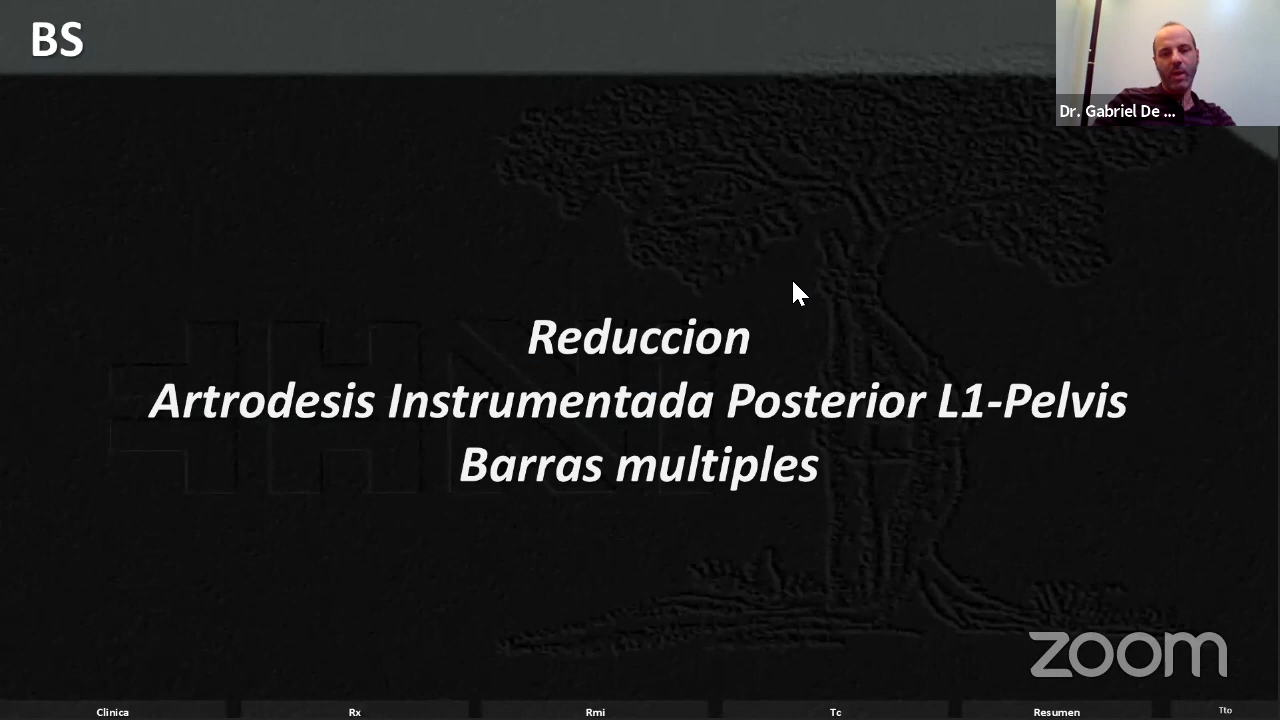 BS
Dr. Gabriel De ...
Reduccion
Artrodesis Instrumentada Posterior L1-Pelvis
Barras multiples
zoom
Clinica
Rx
Rmi
Tc
Resumen
Tto